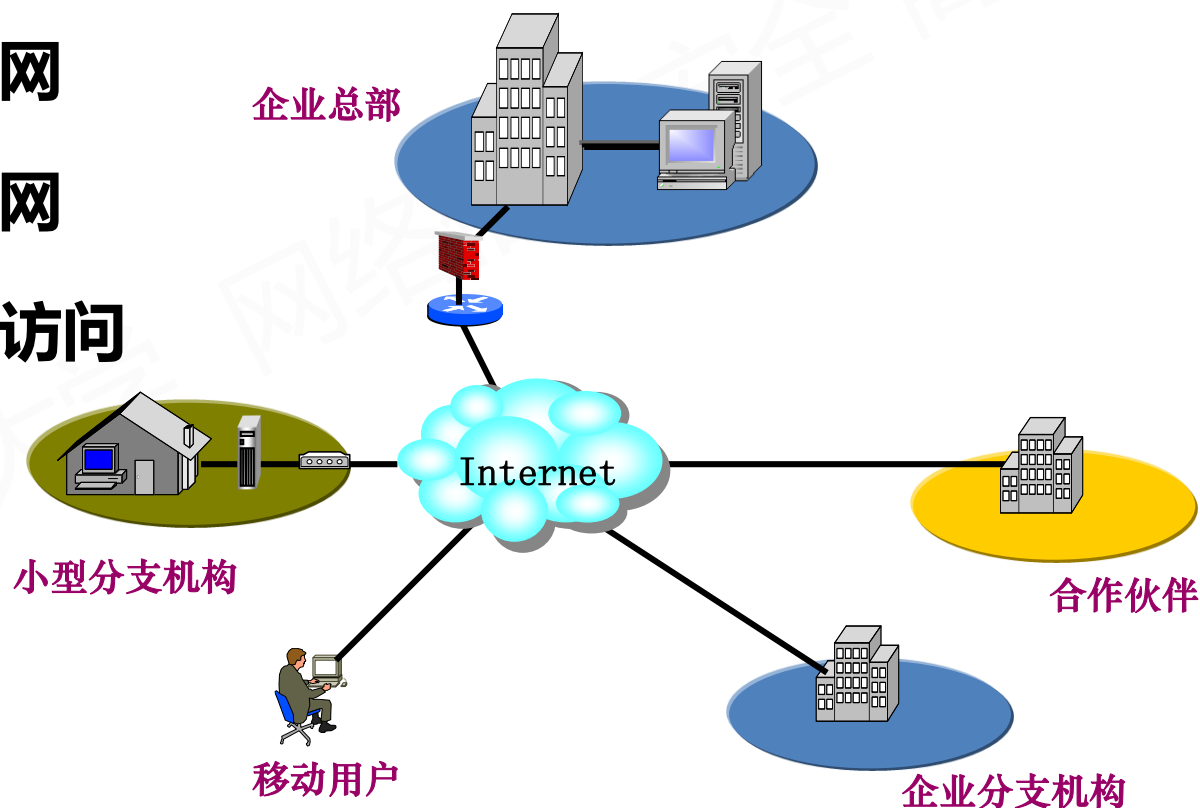 网
企业总部
网
访问
Internet
小型分支机构
合作伙伴
移动用户
企业分支机构